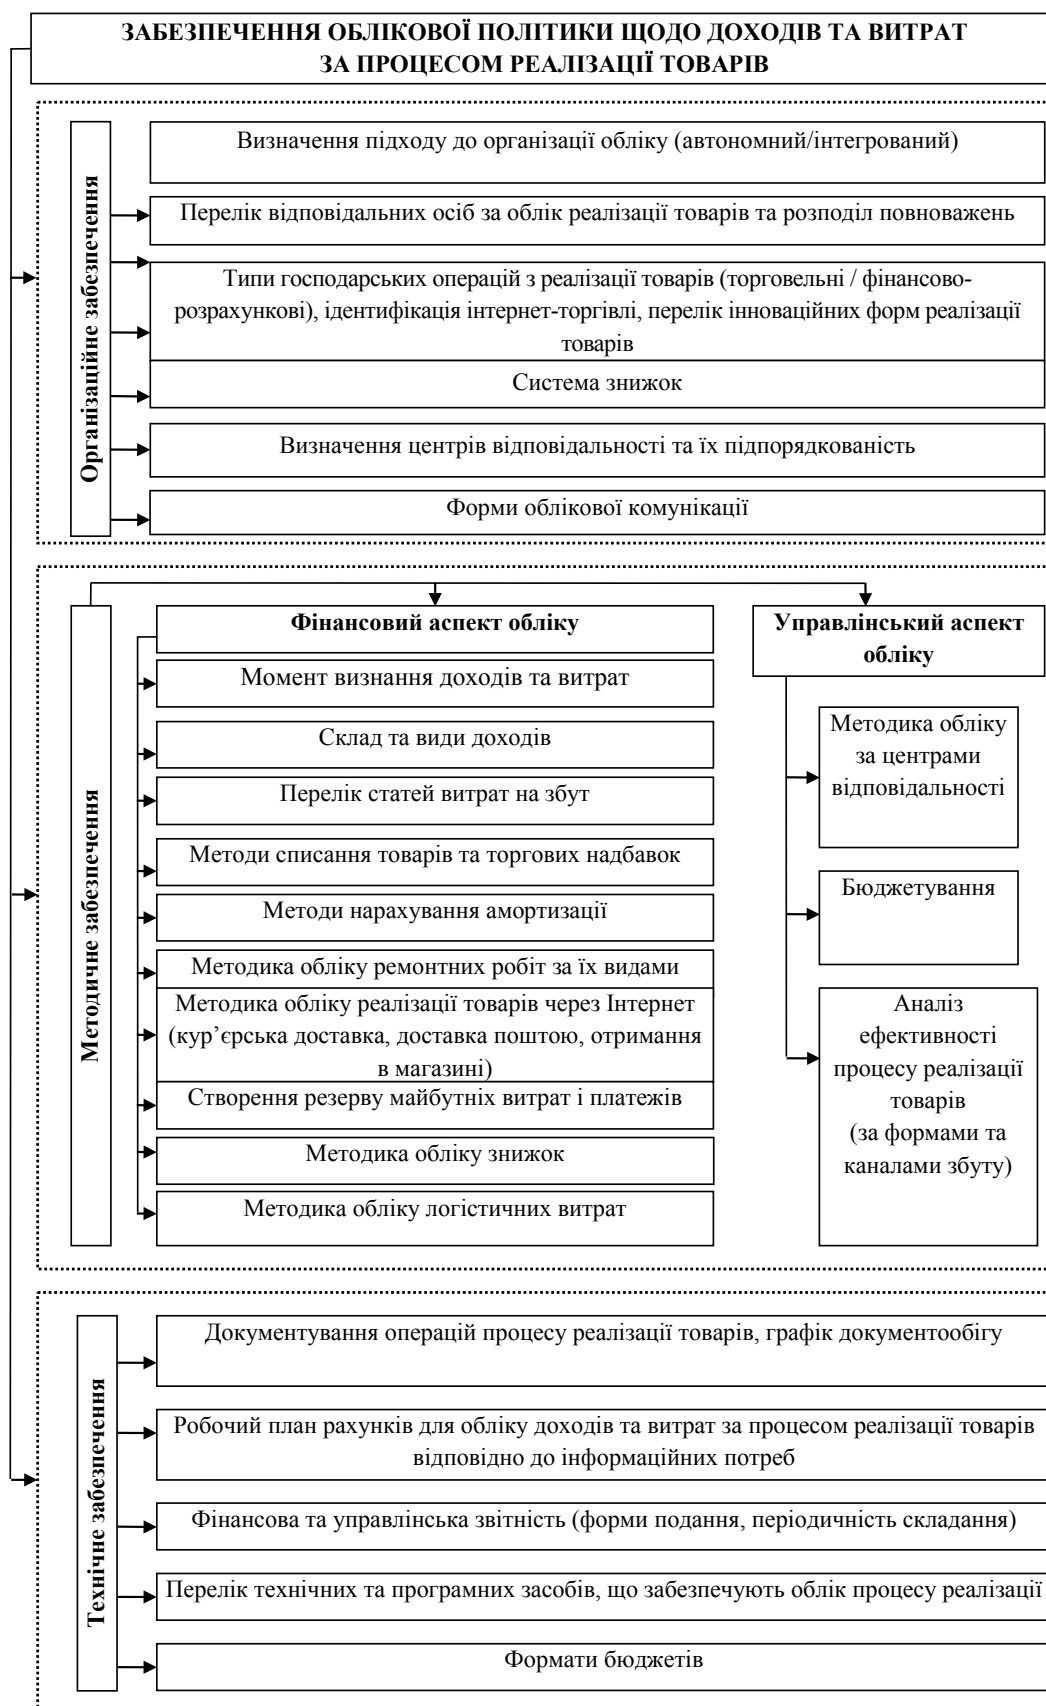 ЗАБЕЗПЕЧЕННЯ ОБЛІКОВОЇ ПОЛІТИКИ ЩОДО ДОХОДІВ ТА ВИТРАТ
ЗА ПРОЦЕСОМ РЕАЛІЗАЦІЇ ТОВАРІВ
Організаційне забезпечення
Визначення підходу до організації обліку (автономний/інтегрований)
Перелік відповідальних осіб за облік реалізації товарів та розподіл повноважень
Типи господарських операцій з реалізації товарів (торговельні / фінансово-
розрахункові), ідентифікація інтернет-торгівлі, перелік інноваційних форм реалізації
товарів
Система знижок
Визначення центрів відповідальності та їх підпорядкованість
Форми облікової комунікації
Методичне забезпечення
Фінансовий аспект обліку
Момент визнання доходів та витрат
Склад та види доходів
Перелік статей витрат на збут
Методи списання товарів та торгових надбавок
Методи нарахування амортизації
Методика обліку ремонтних робіт за їх видами
Методика обліку реалізації товарів через Інтернет
(кур’єрська доставка, доставка поштою, отримання
в магазині)
Створення резерву майбутніх витрат і платежів
Методика обліку знижок
Методика обліку логістичних витрат
Управлінський аспект
обліку
Методика обліку
за центрами
відповідальності
Бюджетування
Аналіз
ефективності
процесу реалізації
товарів
(за формами та
каналами збуту)
Технічне забезпечення
Документування операцій процесу реалізації товарів, графік документообігу
Робочий план рахунків для обліку доходів та витрат за процесом реалізації товарів
відповідно до інформаційних потреб
Фінансова та управлінська звітність (форми подання, періодичність складання)
Перелік технічних та програмних засобів, що забезпечують облік процесу реалізації
Формати бюджетів